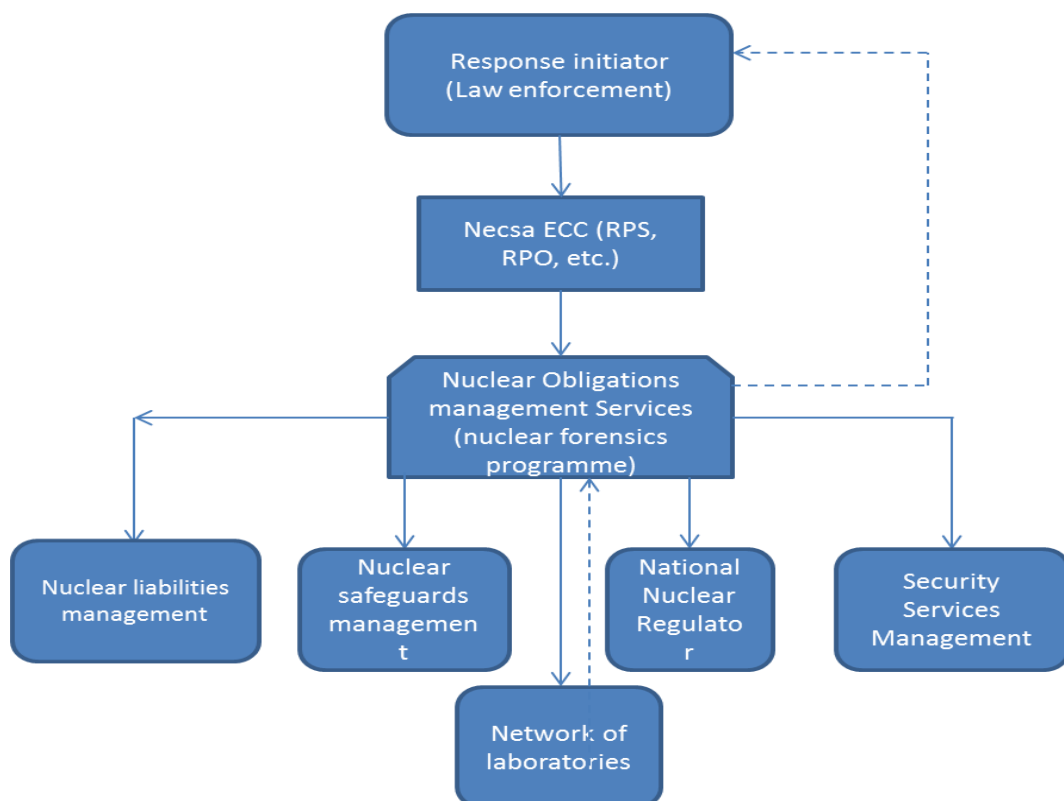 Response initiator
(Law enforcement)
Necsa ECC (RPS,
RPO, etc.)
Nuclear Obligations
management Services
(nuclear forensics
programme)
Nuclear liabilities
management
Nuclear
safeguards
managemen
t
National
Nuclear
Regulato
r
Security
Services
Management
Network of
laboratories